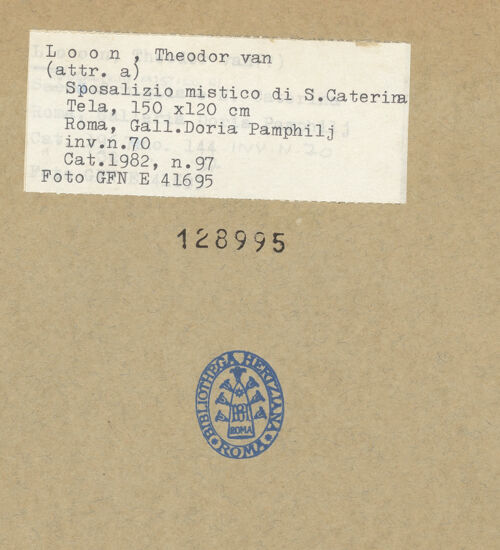 L o o n , Theodor van
(attr. a)
Sposalizio mistico di S.Caterina
Tela, 150 x120 cm
Roma, Gall.Doria Pamphilj
inv.n.70
Cat.1982, n.97
Foto GFN E 41695
128995
BIBLIOTHECA HERTZIANA
ROMA
ROMA